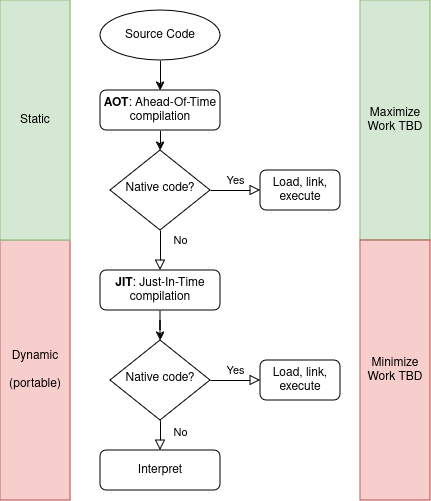 Source Code
AOT: Ahead-Of-Time
compilation
Static
Maximize
Work TBD
Native code?
Yes
Load, link,
execute
No
JIT: Just-In-Time
compilation
Dynamic
(portable)
Minimize
Work TBD
Native code?
Yes
Load, link,
execute
No
Interpret